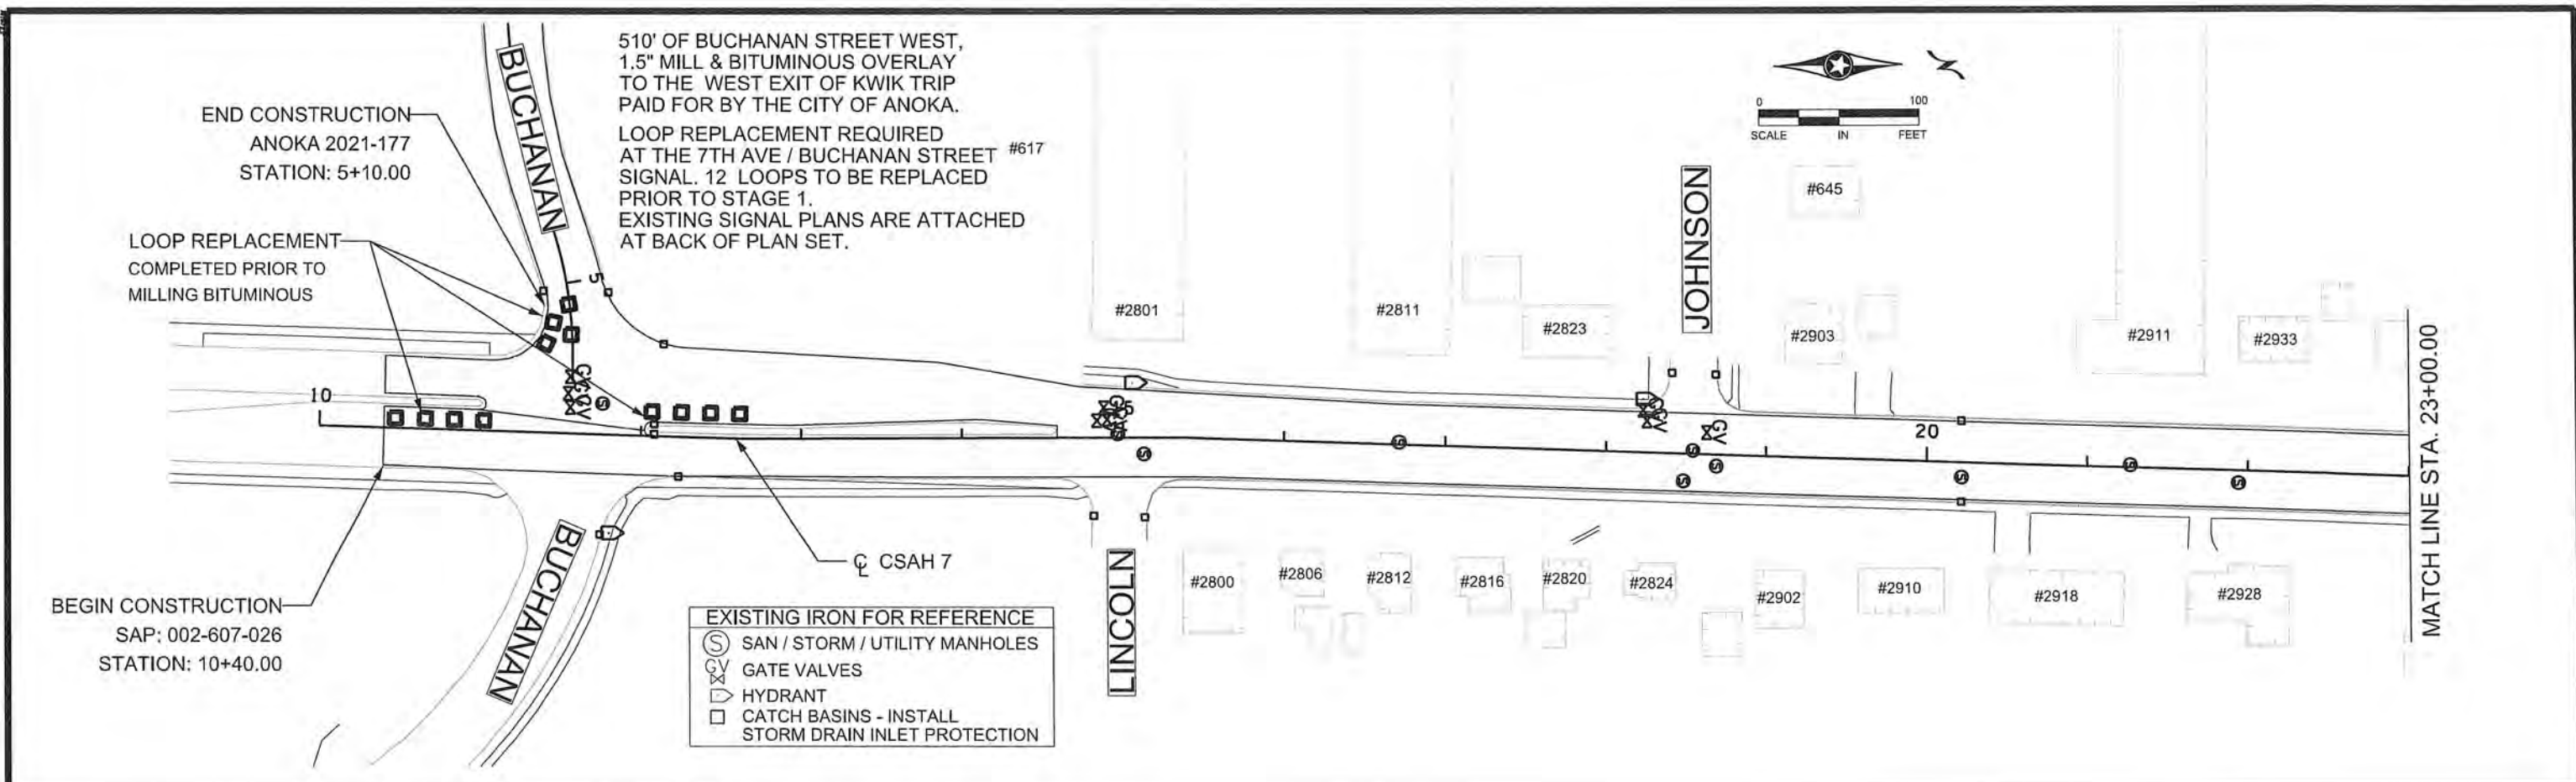 510' OF BUCHANAN STREET WEST,
1.5" MILL & BITUMINOUS OVERLAY
TO THE WEST EXIT OF KWIK TRIP
PAID FOR BY THE CITY OF ANOKA.
LOOP REPLACEMENT REQUIRED
AT THE 7TH AVE / BUCHANAN STREET
SIGNAL. 12 LOOPS TO BE REPLACED
PRIOR TO STAGE 1.
EXISTING SIGNAL PLANS ARE ATTACHED
AT BACK OF PLAN SET.
#617
BUCHANAN
END CONSTRUCTION
ANOKA 2021-177
STATION: 5+10.00
LOOP REPLACEMENT
COMPLETED PRIOR TO
MILLING BITUMINOUS
0 100
SCALE IN FEET
N
JOHNSON
#645
#2801
#2811
#2823
#2903
#2911
#2933
5
GV
GV
10
GV
GV
20
S
S
S
S
S
S
S
S
S
S
MATCH LINE STA. 23+00.00
BUCHANAN
℄ CSAH 7
LINCOLN
#2800
#2806
#2812
#2816
#2820
#2824
#2902
#2910
#2918
#2928
BEGIN CONSTRUCTION
SAP: 002-607-026
STATION: 10+40.00
EXISTING IRON FOR REFERENCE
S SAN / STORM / UTILITY MANHOLES
GV GATE VALVES
HYDRANT
CATCH BASINS - INSTALL
STORM DRAIN INLET PROTECTION